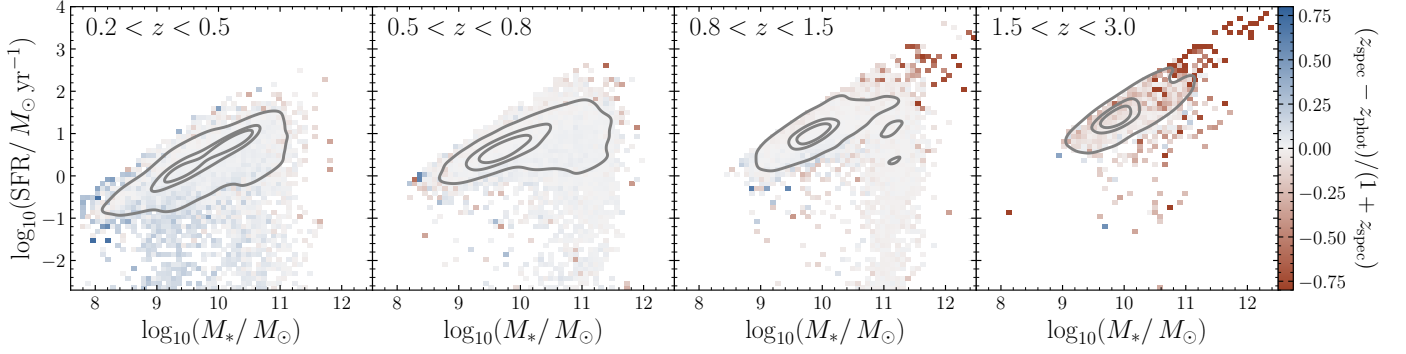 0.2 < z < 0.5
0.5 < z < 0.8
0.8 < z < 1.5
1.5 < z < 3.0
log₁₀(SFR/ M⊙ yr⁻¹)
4
3
2
1
0
−1
−2
8 9 10 11 12
8 9 10 11 12
8 9 10 11 12
8 9 10 11 12
log₁₀(M*/ M⊙)
log₁₀(M*/ M⊙)
log₁₀(M*/ M⊙)
log₁₀(M*/ M⊙)
0.75
0.50
0.25
0.00
−0.25
−0.50
−0.75
(z_spec − z_phot)/(1 + z_spec)